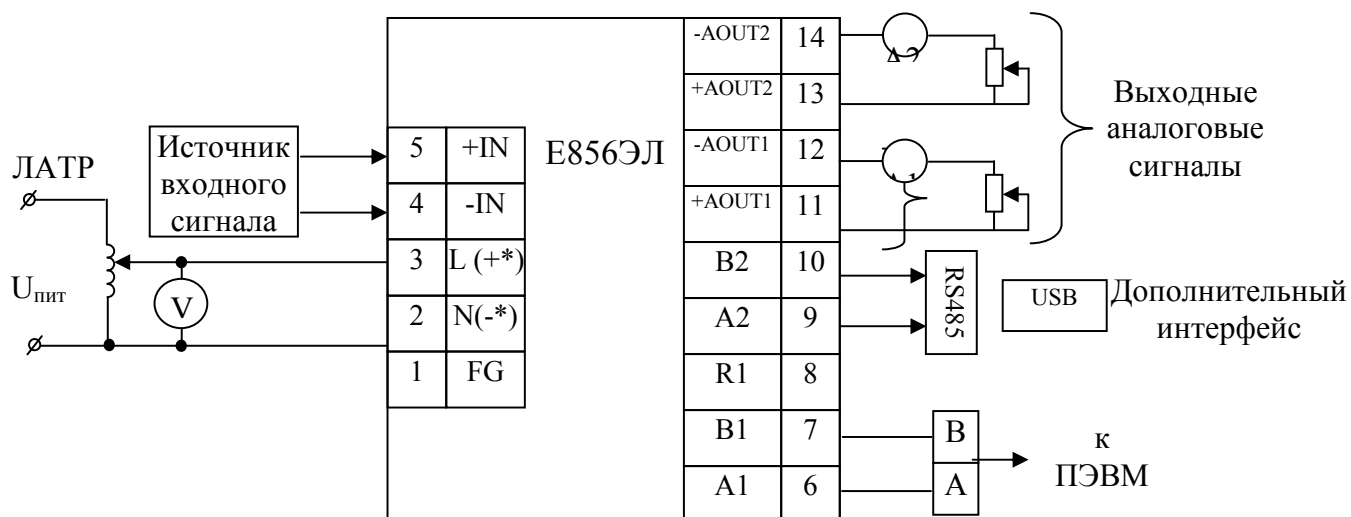 ЛАТР
Uпит
Источник
входного
сигнала
V
5 +IN
4 -IN
3 L (+*)
2 N(-*)
1 FG
Е856ЭЛ
-AOUT2 14
+AOUT2 13
-AOUT1 12
+AOUT1 11
B2 10
A2 9
R1 8
B1 7
A1 6
Выходные
аналоговые
сигналы
RS485
USB
Дополнительный
интерфейс
B
A
к
ПЭВМ